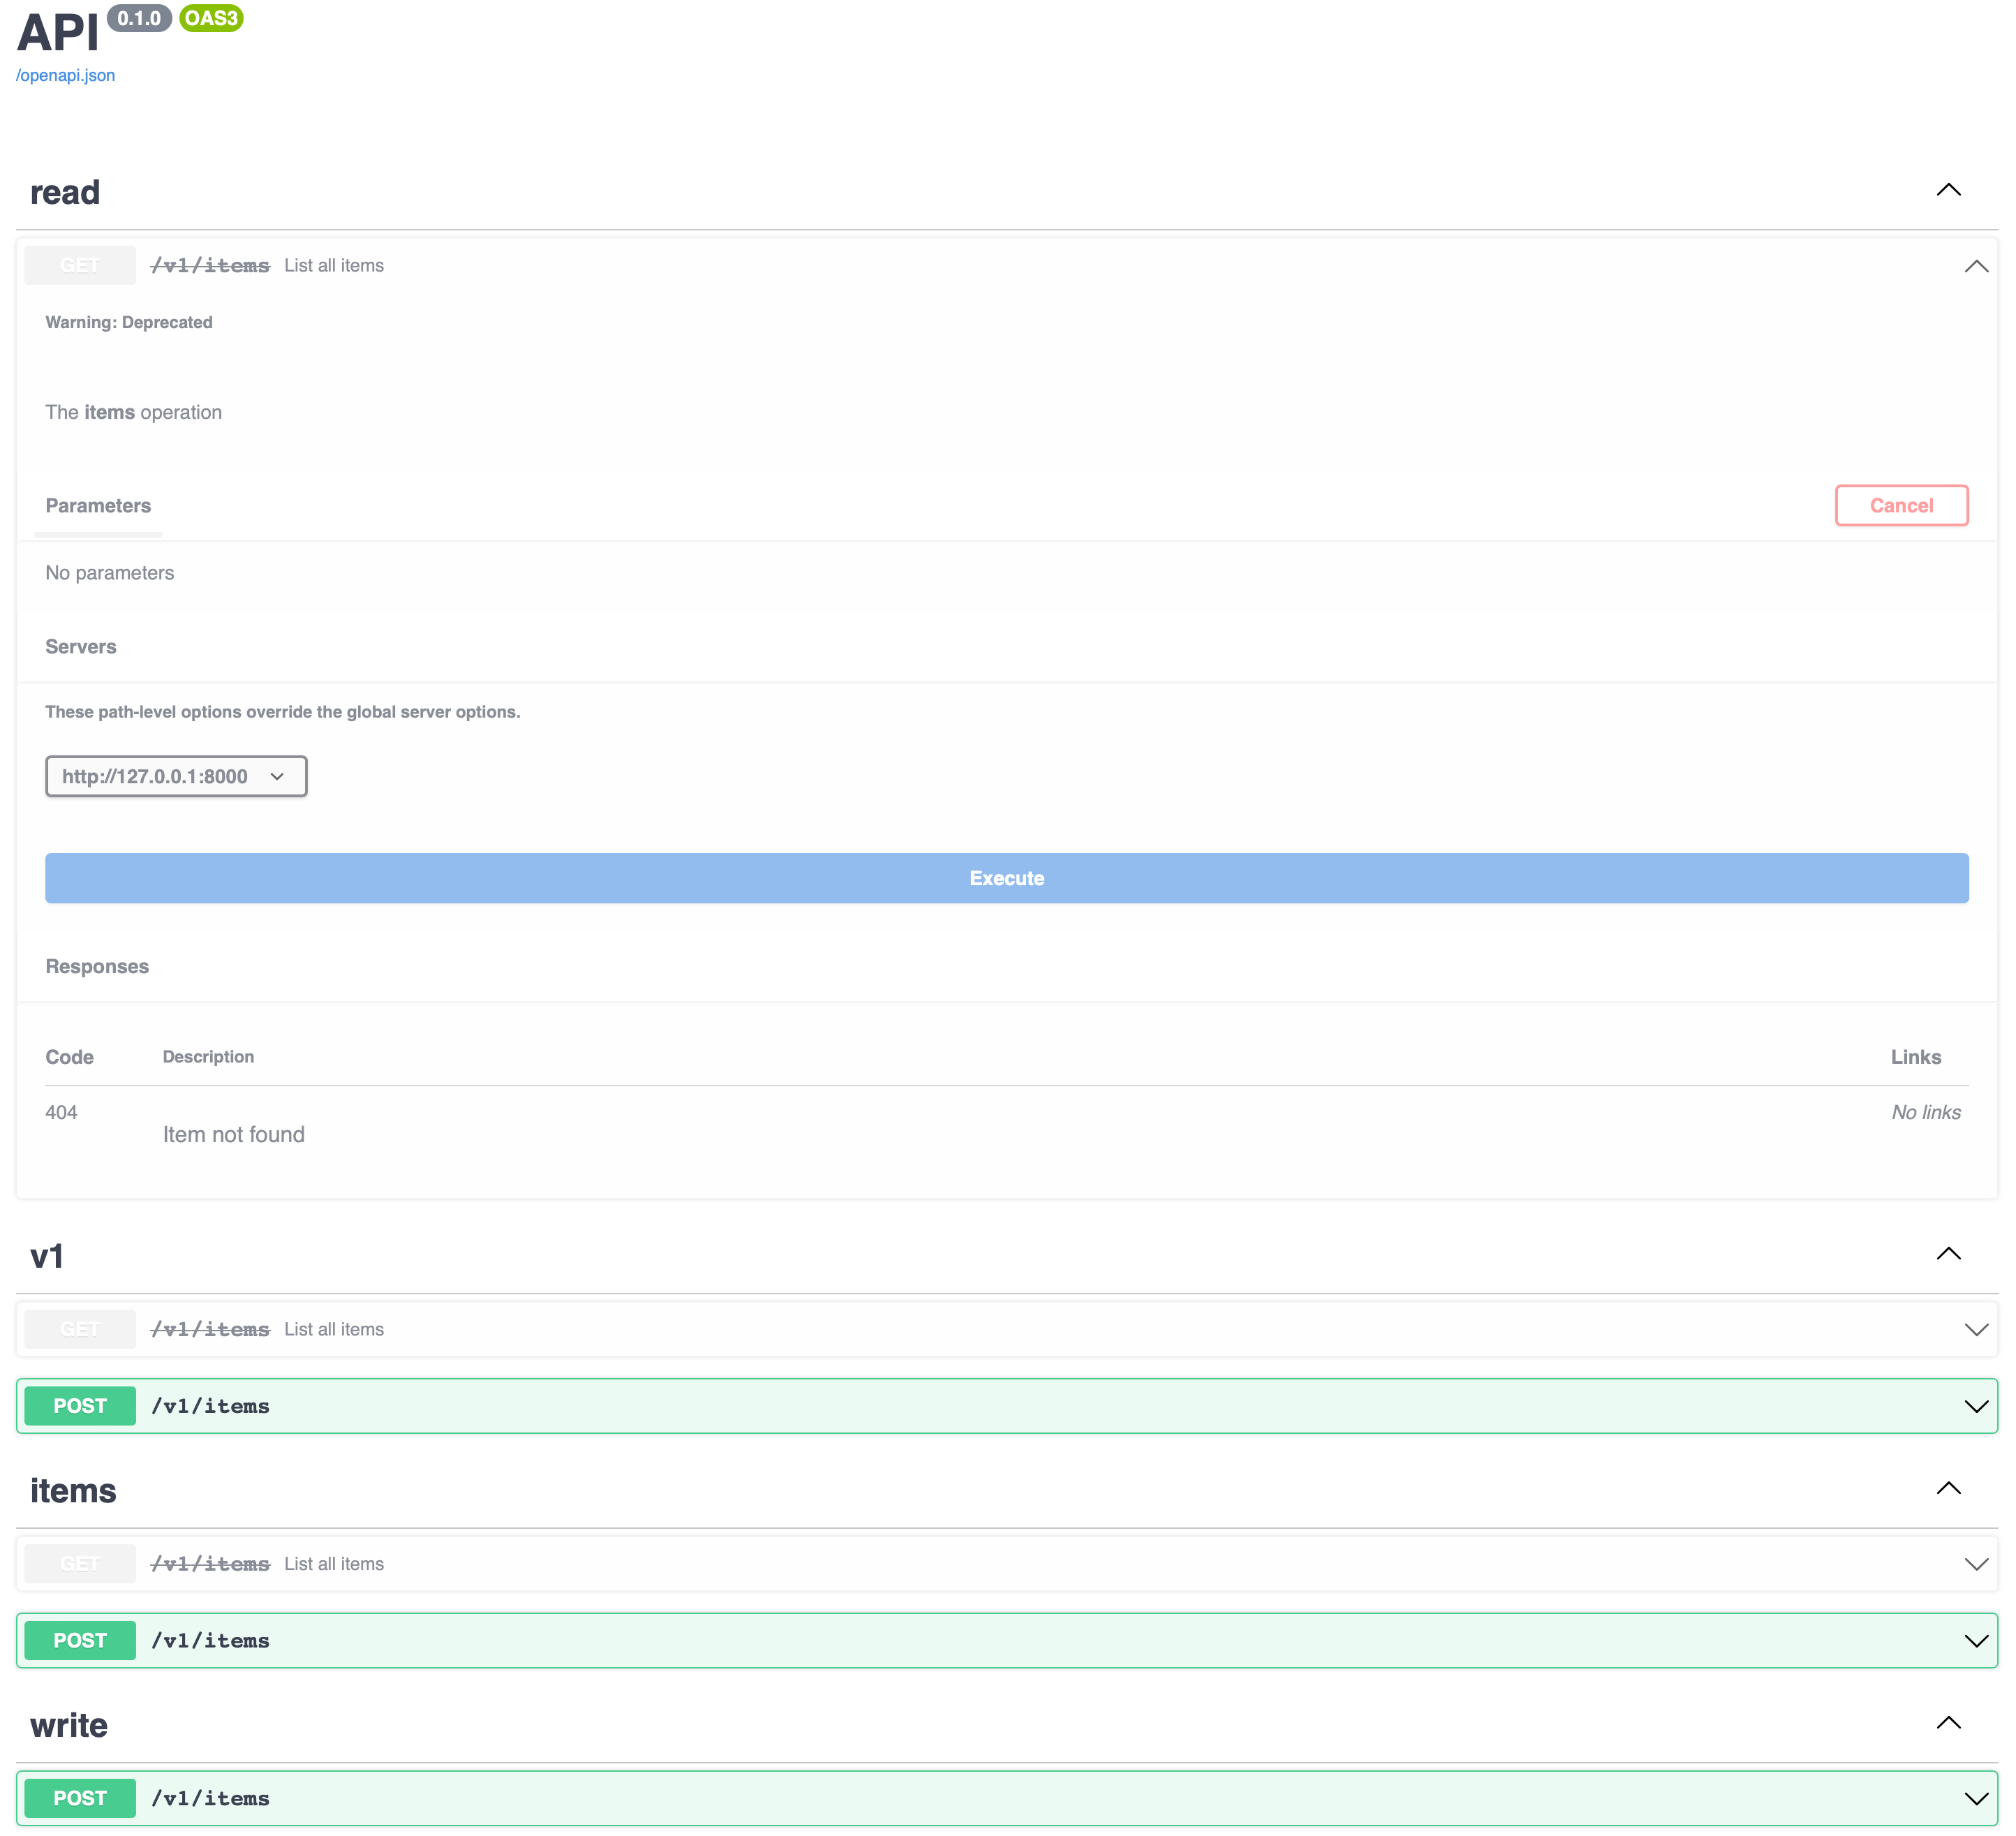 API 0.1.0 OAS3
/openapi.json
read
GET /v1/items List all items
Warning: Deprecated
The items operation
Parameters Cancel
No parameters
Servers
These path-level options override the global server options.
http://127.0.0.1:8000
Execute
Responses
Code Description Links
404 No links
Item not found
v1
GET /v1/items List all items
POST /v1/items
items
GET /v1/items List all items
POST /v1/items
write
POST /v1/items